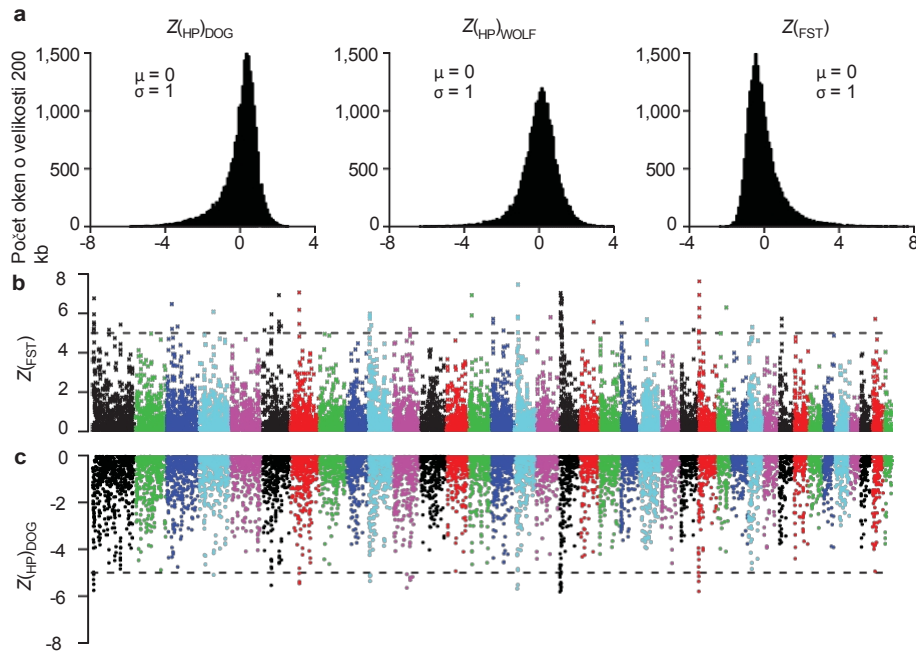 a
Z(HP)DOG
Z(HP)WOLF
Z(FST)
Počet oken o velikosti 200
kb
1,500
1,000
500
0
μ = 0
σ = 1
-8
-4
0
4
1,500
1,000
500
0
μ = 0
σ = 1
-8
-4
0
4
1,500
1,000
500
0
μ = 0
σ = 1
-4
0
4
8
b
Z(FST)
8
6
4
2
0
c
Z(HP)DOG
0
-2
-4
-6
-8